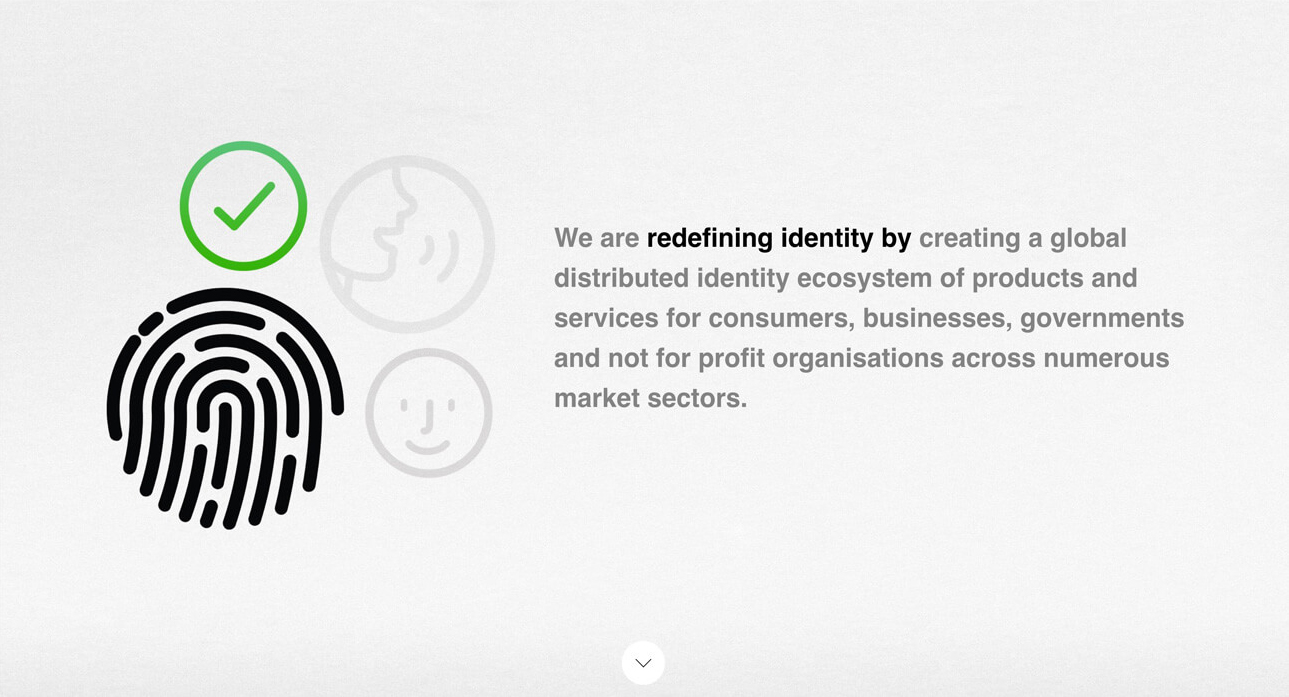 We are redefining identity by creating a global
distributed identity ecosystem of products and
services for consumers, businesses, governments
and not for profit organisations across numerous
market sectors.